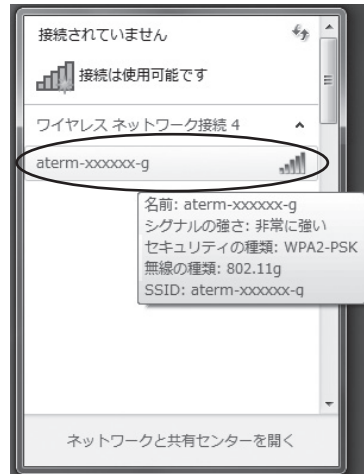 接続されていません
接続は使用可能です
ワイヤレス ネットワーク接続 4
aterm-xxxxxx-g
名前: aterm-xxxxxx-g
シグナルの強さ: 非常に強い
セキュリティの種類: WPA2-PSK
無線の種類: 802.11g
SSID: aterm-xxxxxx-g
ネットワークと共有センターを開く